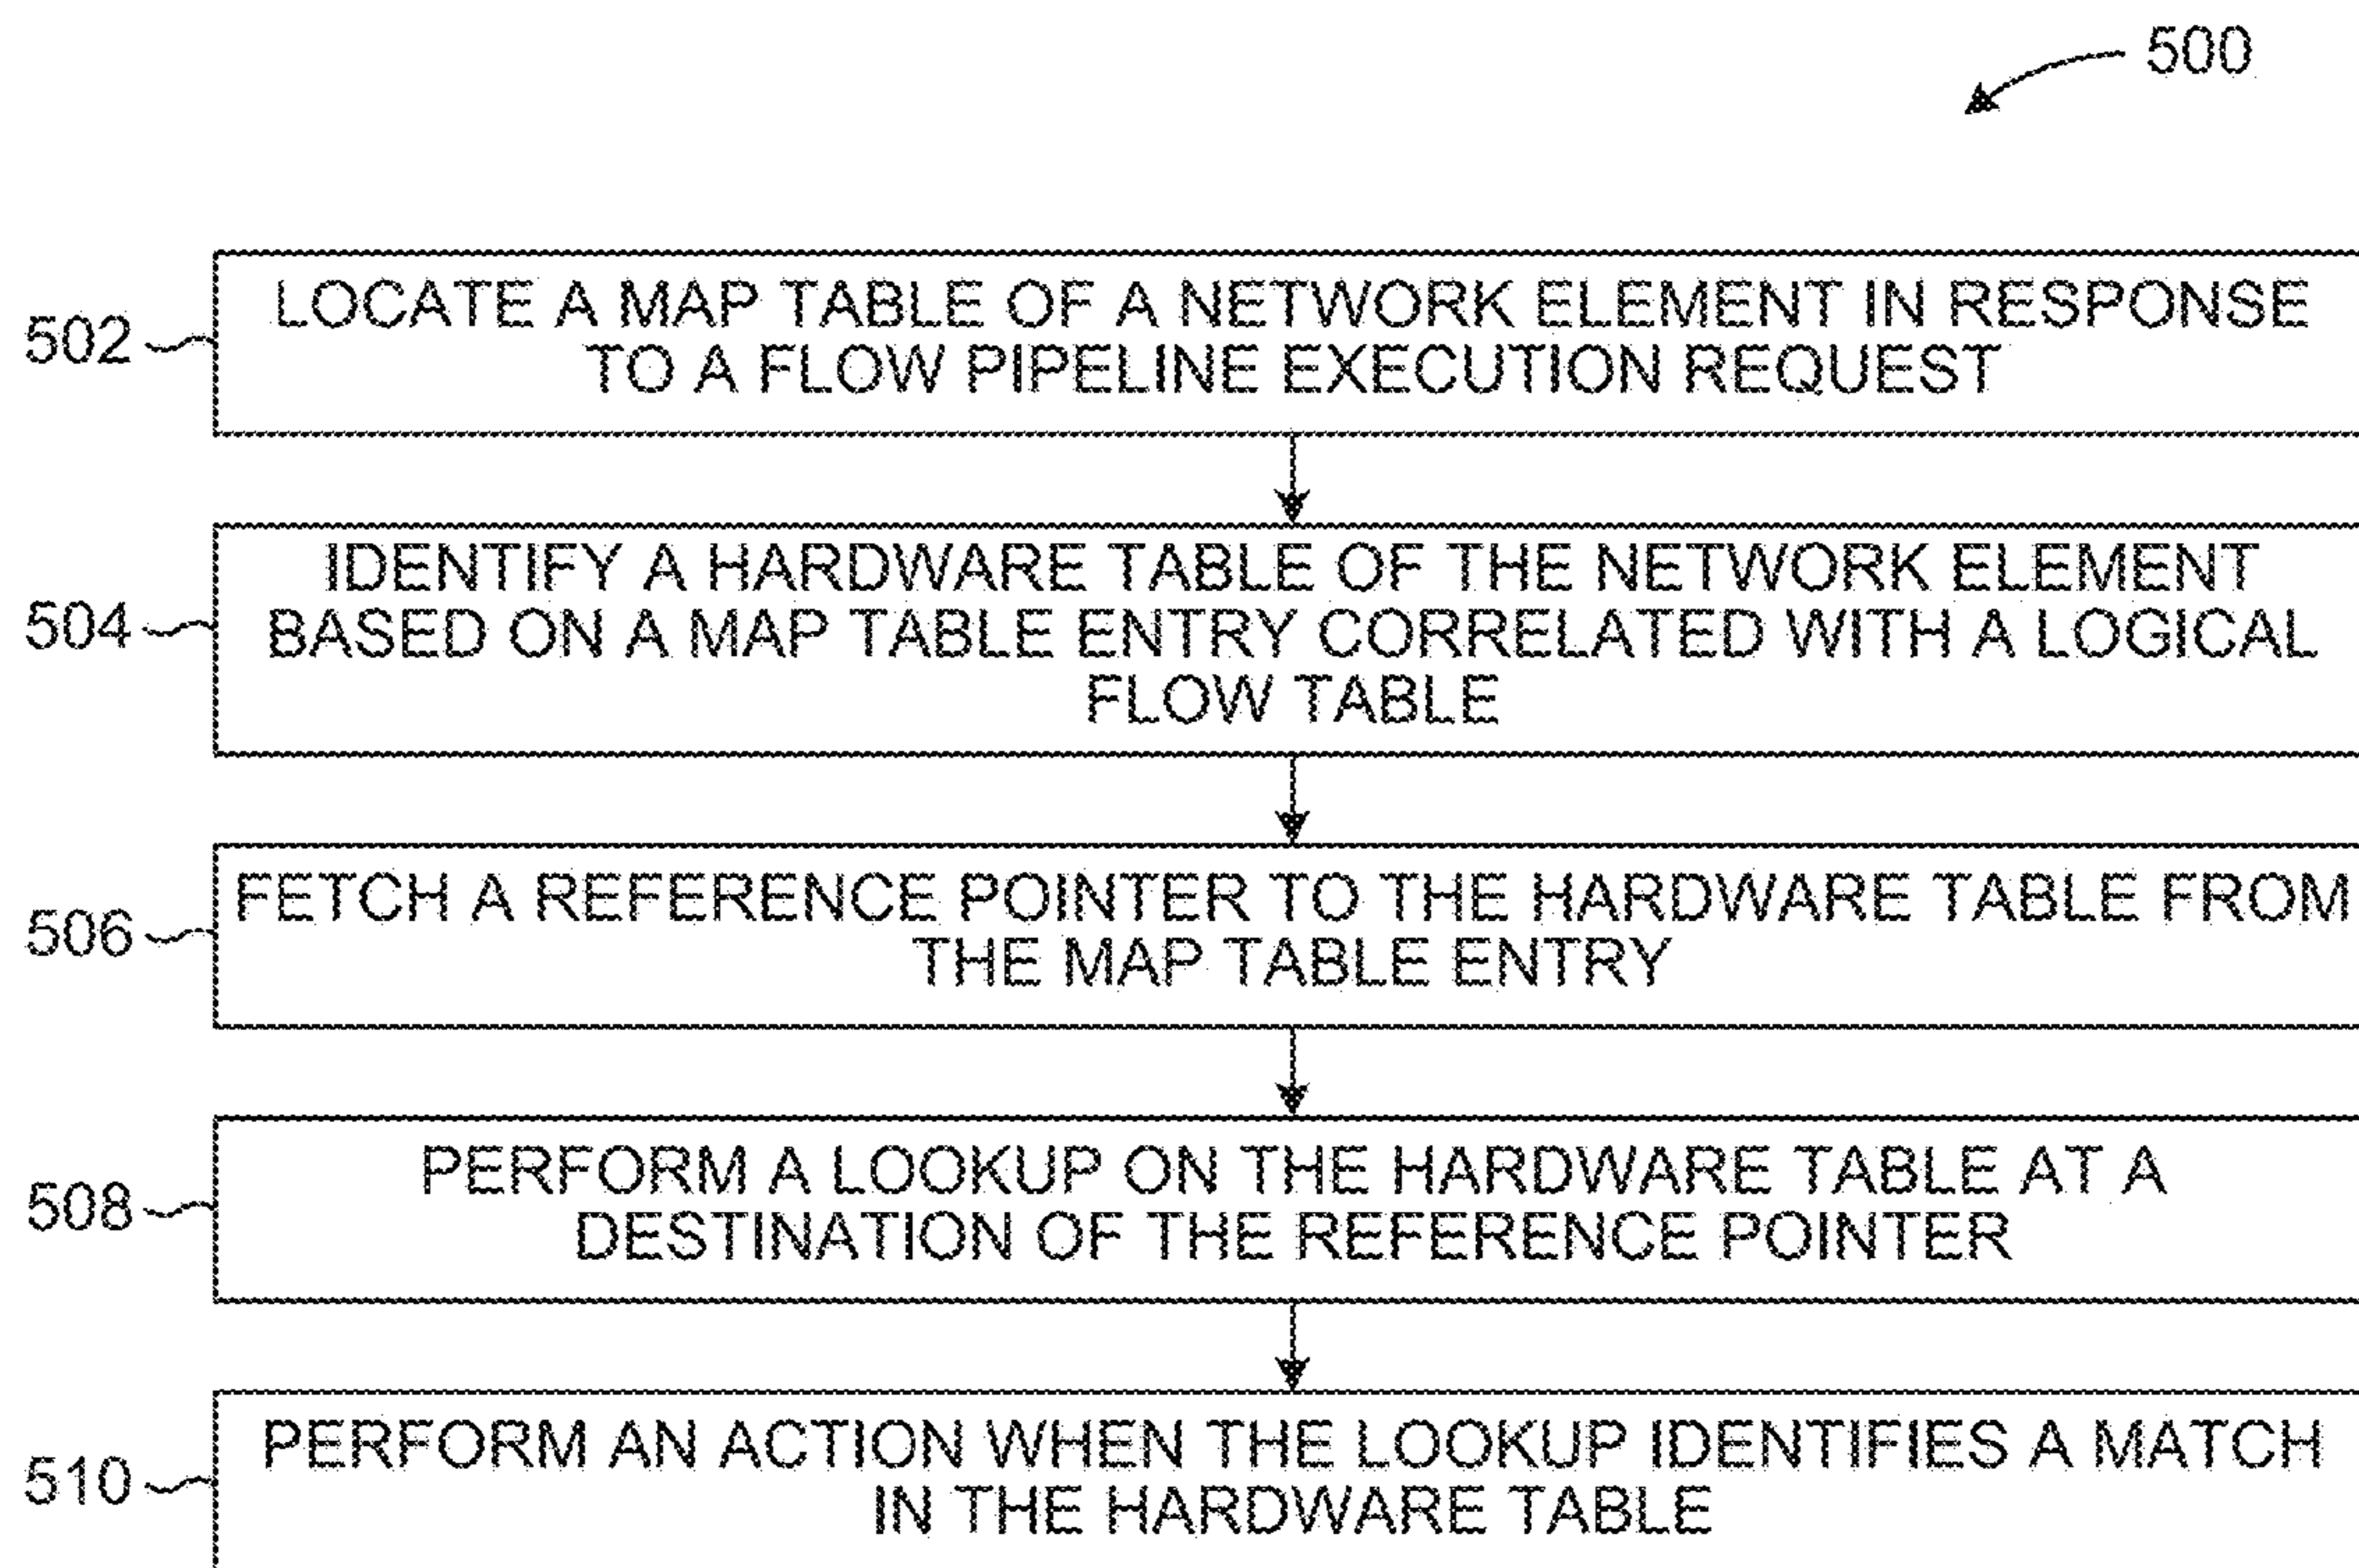 500
502
LOCATE A MAP TABLE OF A NETWORK ELEMENT IN RESPONSE
TO A FLOW PIPELINE EXECUTION REQUEST
504
IDENTIFY A HARDWARE TABLE OF THE NETWORK ELEMENT
BASED ON A MAP TABLE ENTRY CORRELATED WITH A LOGICAL
FLOW TABLE
506
FETCH A REFERENCE POINTER TO THE HARDWARE TABLE FROM
THE MAP TABLE ENTRY
508
PERFORM A LOOKUP ON THE HARDWARE TABLE AT A
DESTINATION OF THE REFERENCE POINTER
510
PERFORM AN ACTION WHEN THE LOOKUP IDENTIFIES A MATCH
IN THE HARDWARE TABLE